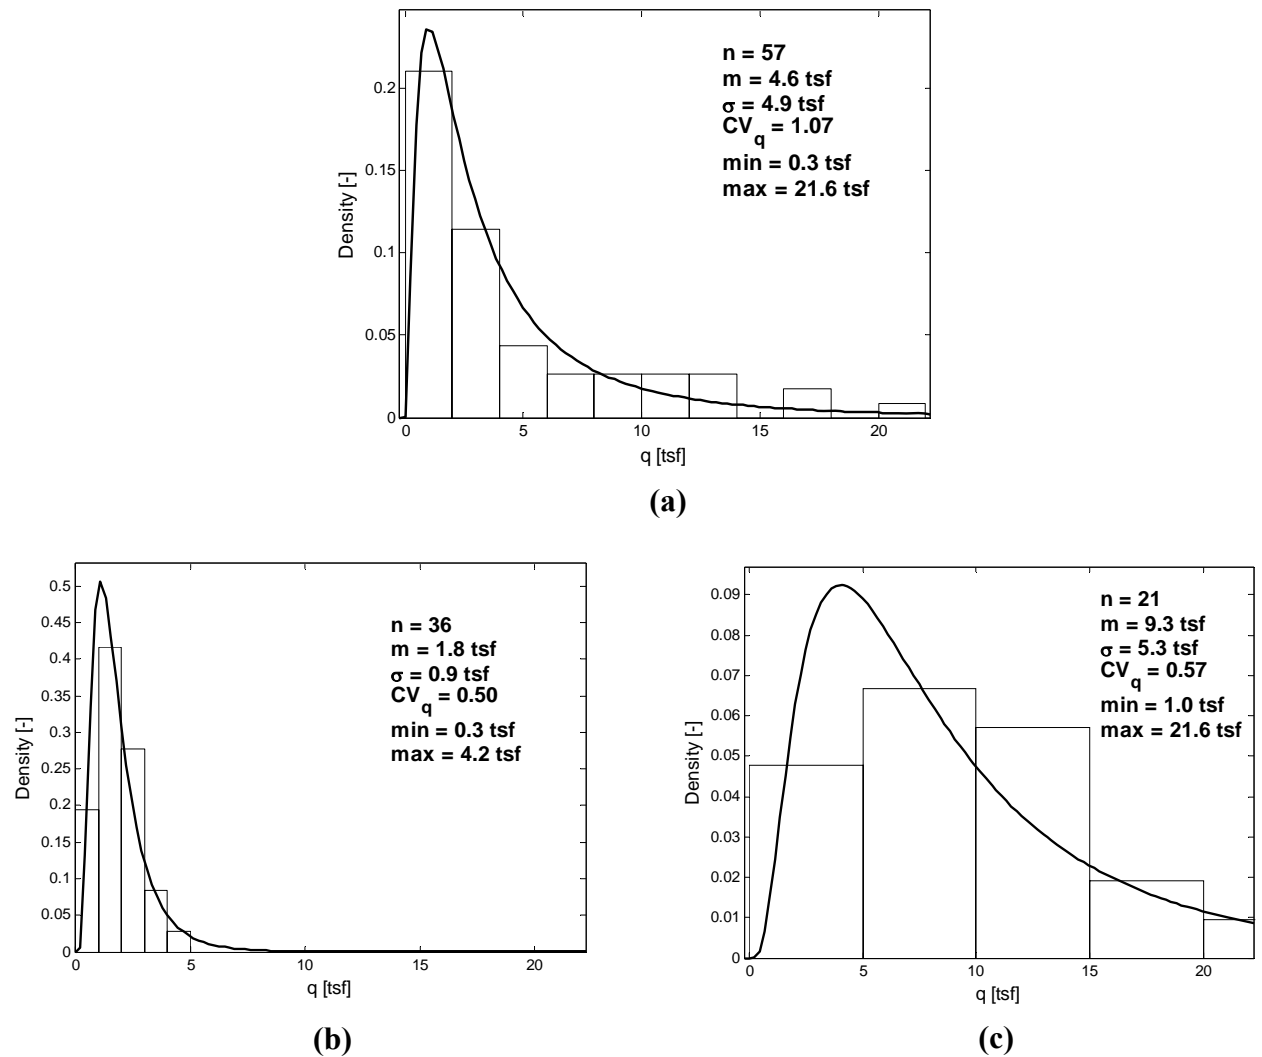 n = 57
m = 4.6 tsf
σ = 4.9 tsf
CVq = 1.07
min = 0.3 tsf
max = 21.6 tsf
Density [-]
0.2
0.15
0.1
0.05
0
0 5 10 15 20
q [tsf]
(a)
n = 36
m = 1.8 tsf
σ = 0.9 tsf
CVq = 0.50
min = 0.3 tsf
max = 4.2 tsf
Density [-]
0.5
0.45
0.4
0.35
0.3
0.25
0.2
0.15
0.1
0.05
0
0 5 10 15 20
q [tsf]
(b)
n = 21
m = 9.3 tsf
σ = 5.3 tsf
CVq = 0.57
min = 1.0 tsf
max = 21.6 tsf
Density [-]
0.09
0.08
0.07
0.06
0.05
0.04
0.03
0.02
0.01
0
0 5 10 15 20
q [tsf]
(c)